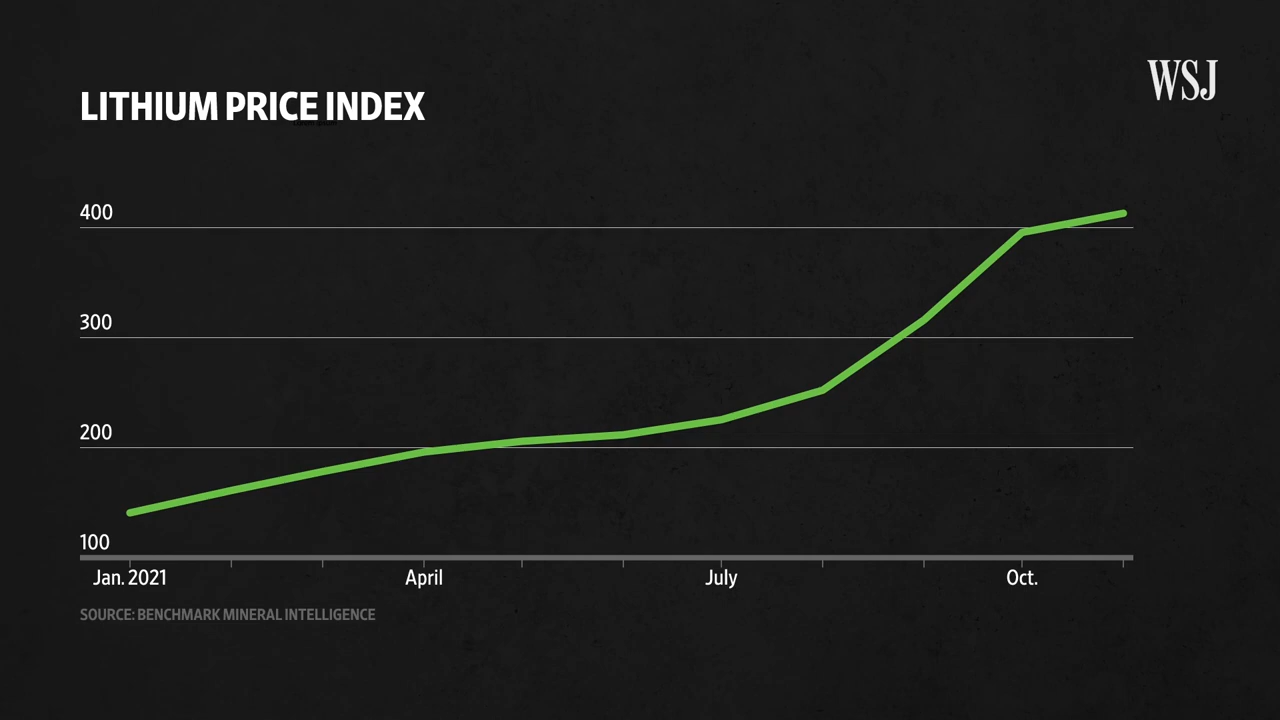 WSJ
LITHIUM PRICE INDEX
400
300
200
100
Jan. 2021 April July Oct.
SOURCE: BENCHMARK MINERAL INTELLIGENCE